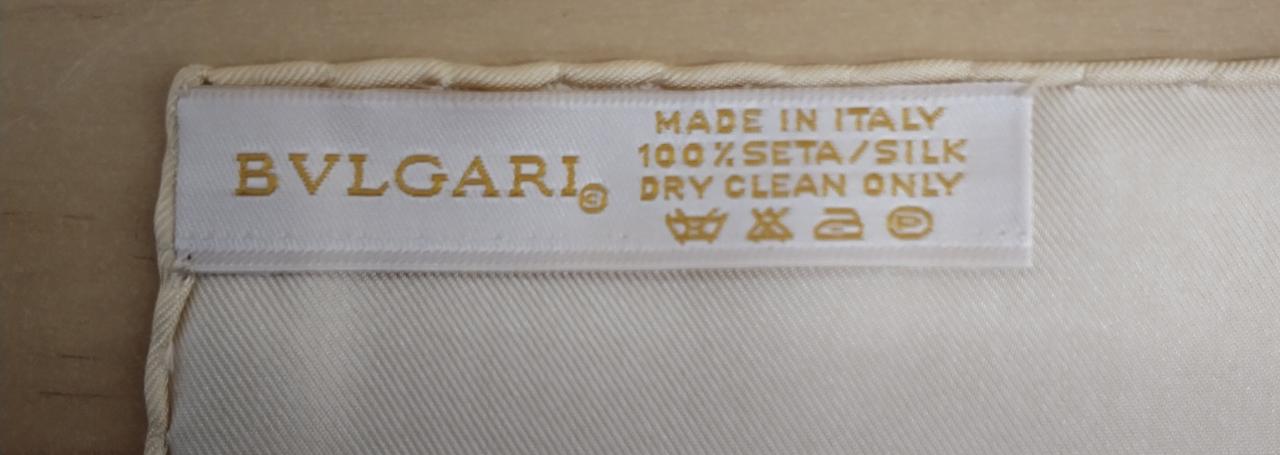 BVLGARI
MADE IN ITALY
100% SETA/SILK
DRY CLEAN ONLY
P